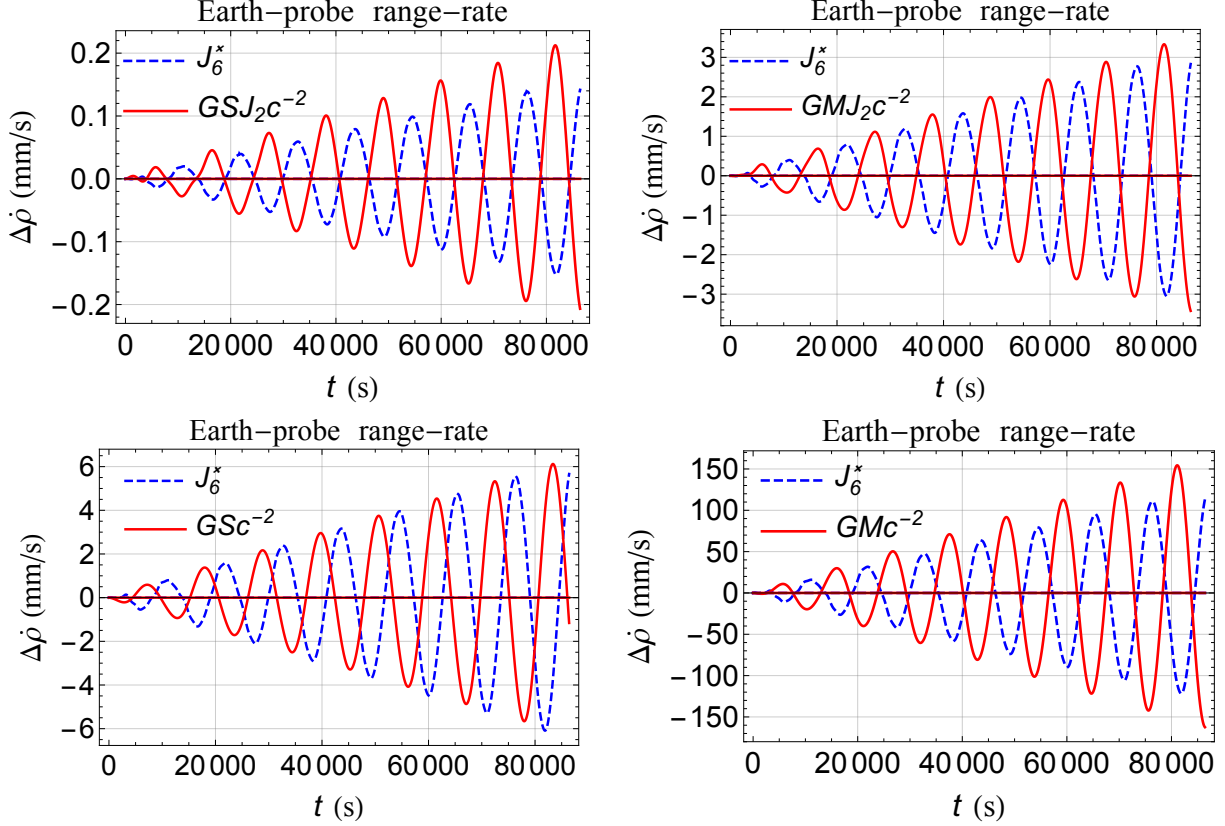 Earth−probe range−rate
J₆*
GSJ₂c⁻²
Δρ̇ (mm/s)
0.2
0.1
0.0
−0.1
−0.2
0 20 000 40 000 60 000 80 000
t (s)
Earth−probe range−rate
J₆*
GMJ₂c⁻²
Δρ̇ (mm/s)
3
2
1
0
−1
−2
−3
0 20 000 40 000 60 000 80 000
t (s)
Earth−probe range−rate
J₆*
GSc⁻²
Δρ̇ (mm/s)
6
4
2
0
−2
−4
−6
0 20 000 40 000 60 000 80 000
t (s)
Earth−probe range−rate
J₆*
GMc⁻²
Δρ̇ (mm/s)
150
100
50
0
−50
−100
−150
0 20 000 40 000 60 000 80 000
t (s)